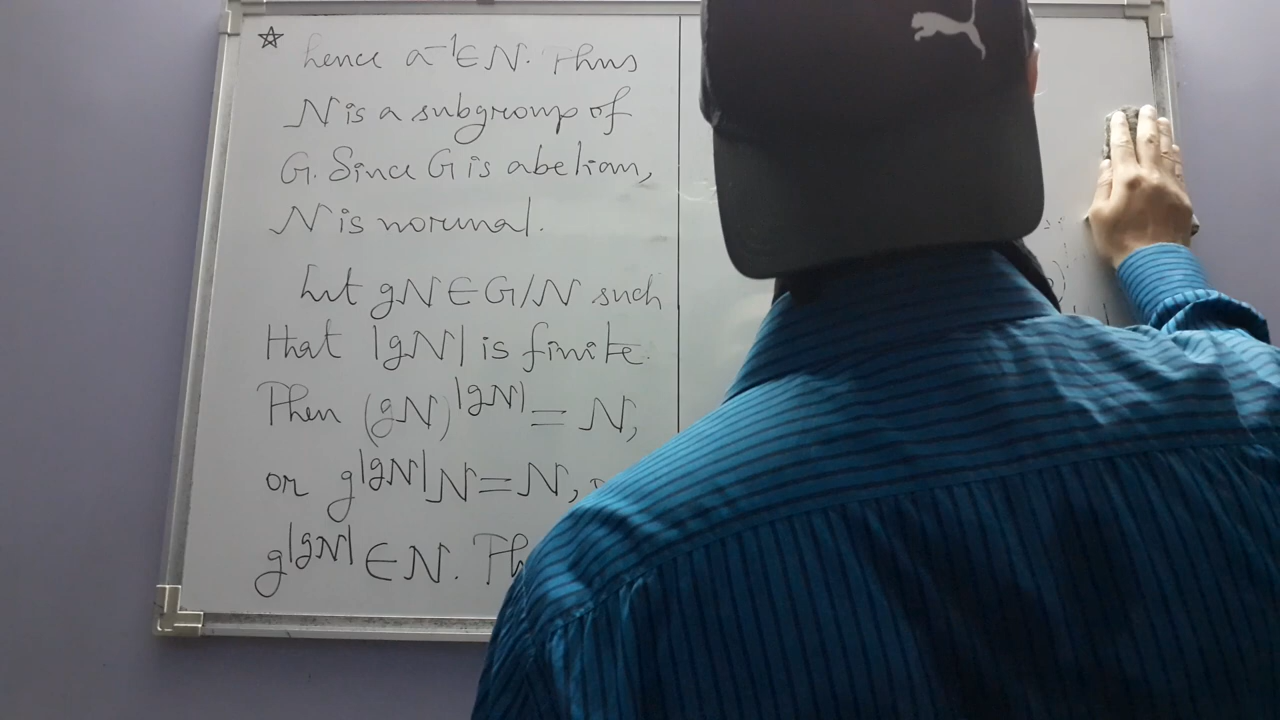 hence a⁻¹∈N. Thus
N is a subgroup of
G. Since G is abelian,
N is normal.
Let gN∈G/N such
that |gN| is finite.
Then (gN)^|gN| = N,
or g^|gN| N = N,
g^|gN| ∈ N.